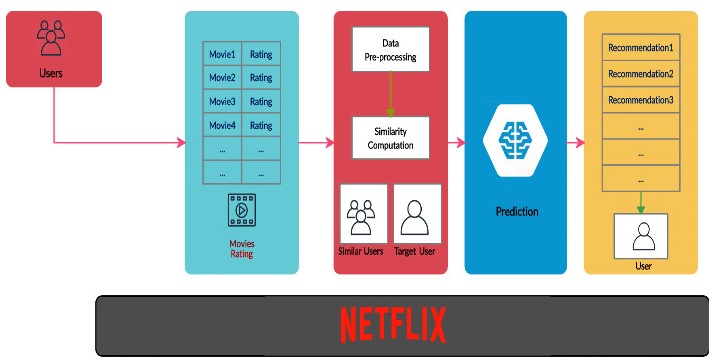 Users
Movie1 Rating
Movie2 Rating
Movie3 Rating
Movie4 Rating
... ...
... ...
Movies
Rating
Data
Pre-processing
Similarity
Computation
Similar Users Target User
Prediction
Recommendation1
Recommendation2
Recommendation3
...
...
...
User
NETFLIX